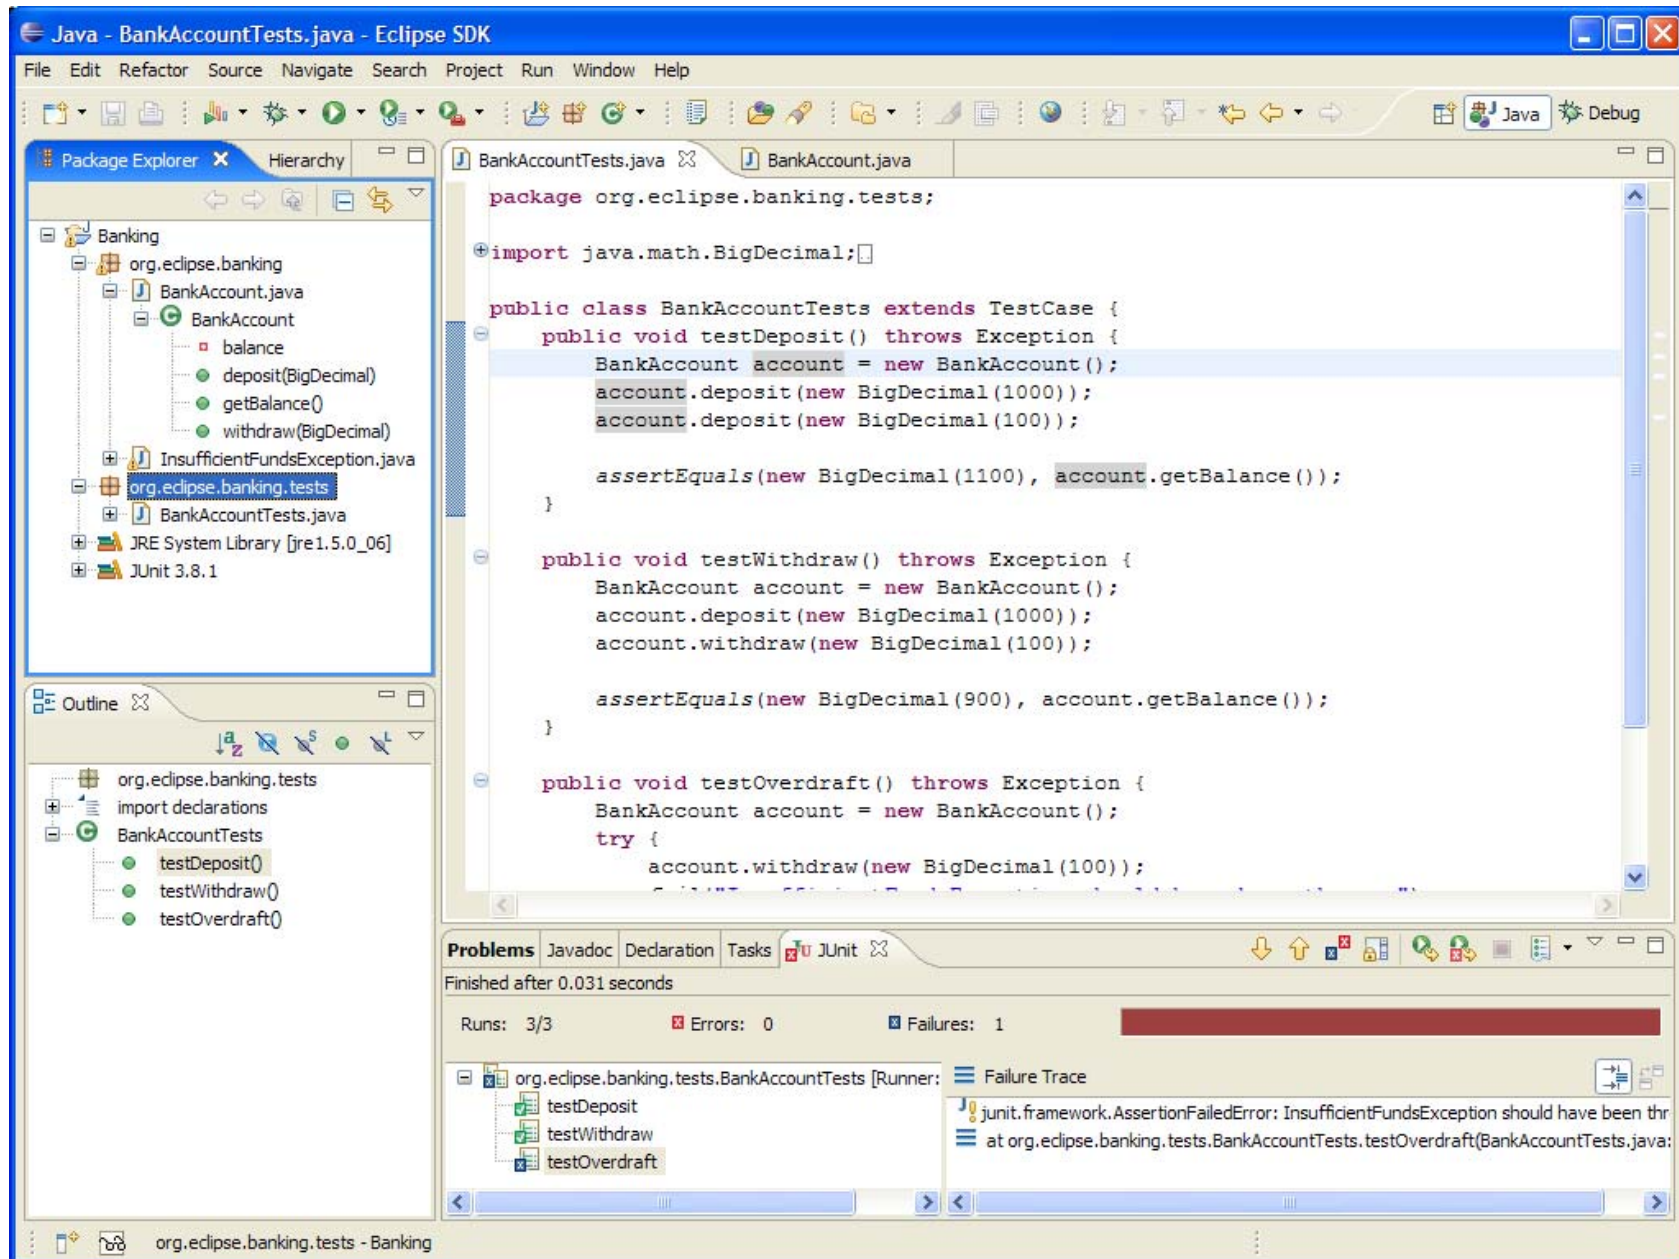 Java - BankAccountTests.java - Eclipse SDK
File Edit Refactor Source Navigate Search Project Run Window Help
Java Debug
Package Explorer Hierarchy
Banking
org.eclipse.banking
BankAccount.java
BankAccount
balance
deposit(BigDecimal)
getBalance()
withdraw(BigDecimal)
InsufficientFundsException.java
org.eclipse.banking.tests
BankAccountTests.java
JRE System Library [jre1.5.0_06]
JUnit 3.8.1
Outline
org.eclipse.banking.tests
import declarations
BankAccountTests
testDeposit()
testWithdraw()
testOverdraft()
BankAccountTests.java BankAccount.java
package org.eclipse.banking.tests;
import java.math.BigDecimal;
public class BankAccountTests extends TestCase {
public void testDeposit() throws Exception {
BankAccount account = new BankAccount();
account.deposit(new BigDecimal(1000));
account.deposit(new BigDecimal(100));
assertEquals(new BigDecimal(1100), account.getBalance());
}
public void testWithdraw() throws Exception {
BankAccount account = new BankAccount();
account.deposit(new BigDecimal(1000));
account.withdraw(new BigDecimal(100));
assertEquals(new BigDecimal(900), account.getBalance());
}
public void testOverdraft() throws Exception {
BankAccount account = new BankAccount();
try {
account.withdraw(new BigDecimal(100));
Problems Javadoc Declaration Tasks JUnit
Finished after 0.031 seconds
Runs: 3/3 Errors: 0 Failures: 1
org.eclipse.banking.tests.BankAccountTests [Runner:
testDeposit
testWithdraw
testOverdraft
Failure Trace
junit.framework.AssertionFailedError: InsufficientFundsException should have been thr
at org.eclipse.banking.tests.BankAccountTests.testOverdraft(BankAccountTests.java:
org.eclipse.banking.tests - Banking